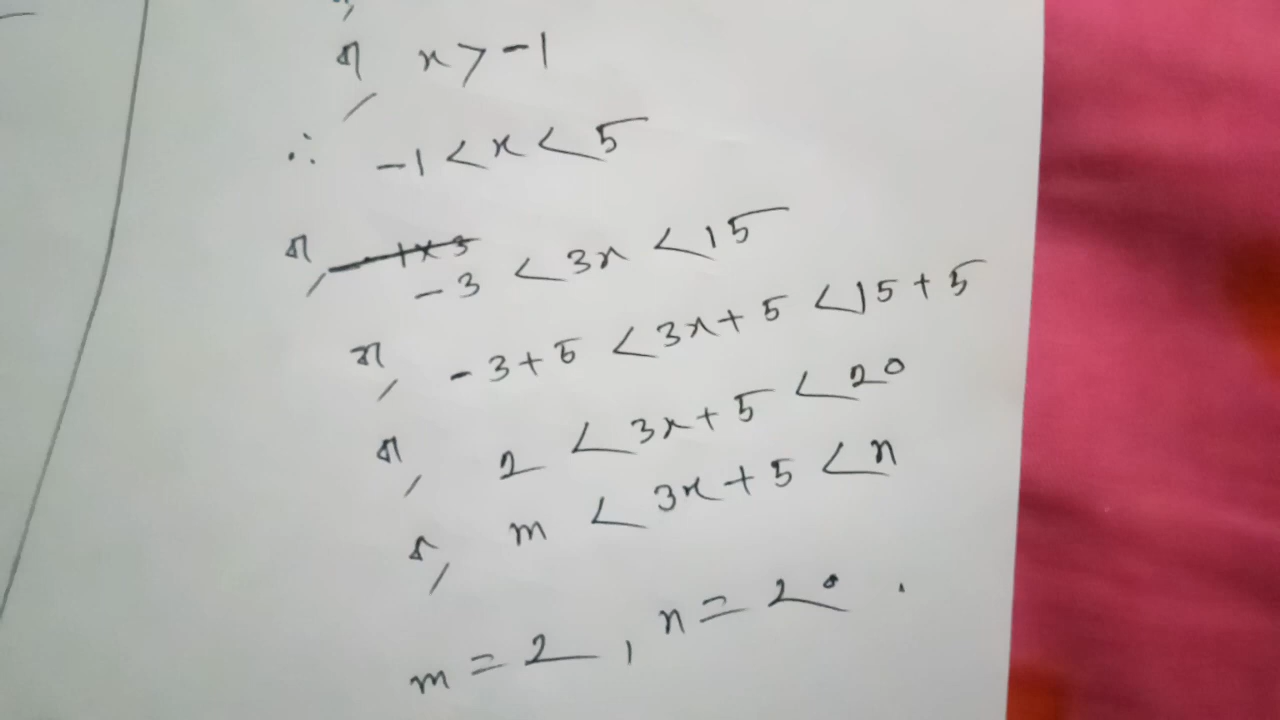 বা, x > -1
∴ -1 < x < 5
বা, -3 < 3x < 15
বা, -3+5 < 3x+5 < 15+5
বা, 2 < 3x+5 < 20
বা, m < 3x+5 < n
m = 2, n = 20.